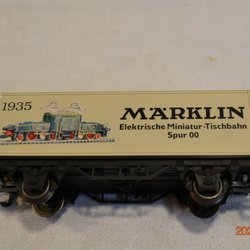 1935
MÄRKLIN
Elektrische Miniatur-Tischbahn
Spur 00